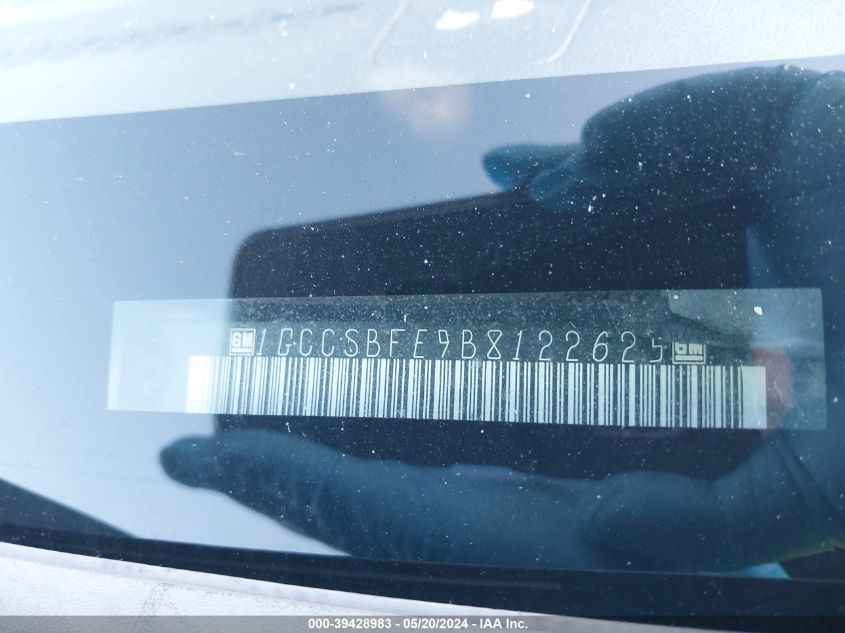 GM 1GCCSBFE9B8122625 GM
000-39428983 - 05/20/2024 - IAA Inc.